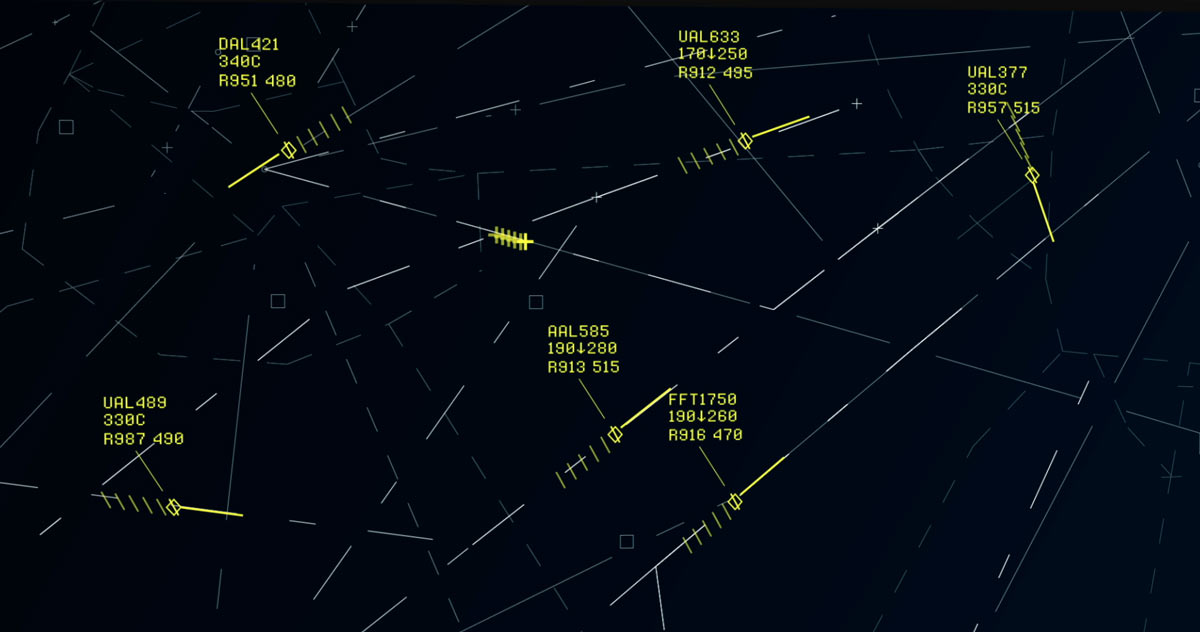 DAL421
340C
R951 480
UAL633
170↓250
R912 495
UAL377
330C
R957 515
AAL585
190↓280
R913 515
FFT1750
190↓260
R916 470
UAL489
330C
R987 490